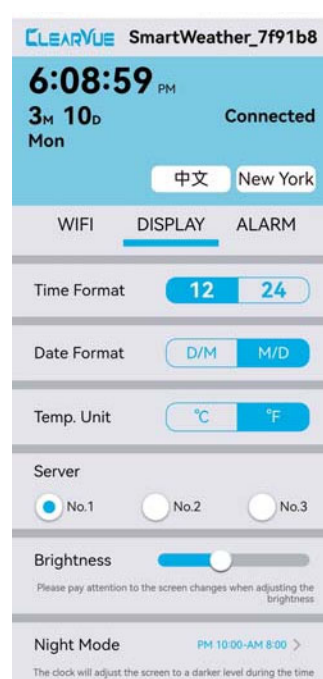 CLEARVUE SmartWeather_7f91b8
6:08:59 PM
3M 10D Connected
Mon
中文 New York
WIFI DISPLAY ALARM
Time Format 12 24
Date Format D/M M/D
Temp. Unit °C °F
Server
No.1 No.2 No.3
Brightness
Please pay attention to the screen changes when adjusting the
brightness
Night Mode PM 10:00-AM 8:00 >
The clock will adjust the screen to a darker level during the time